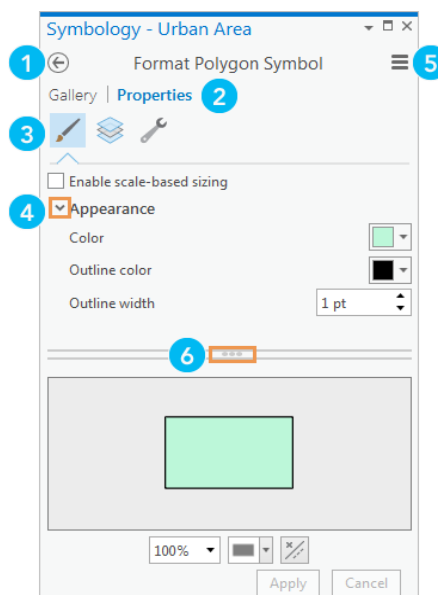 Symbology - Urban Area
1 Format Polygon Symbol 5
Gallery | Properties 2
3
Enable scale-based sizing
4 Appearance
Color
Outline color
Outline width 1 pt
6
100%
Apply Cancel